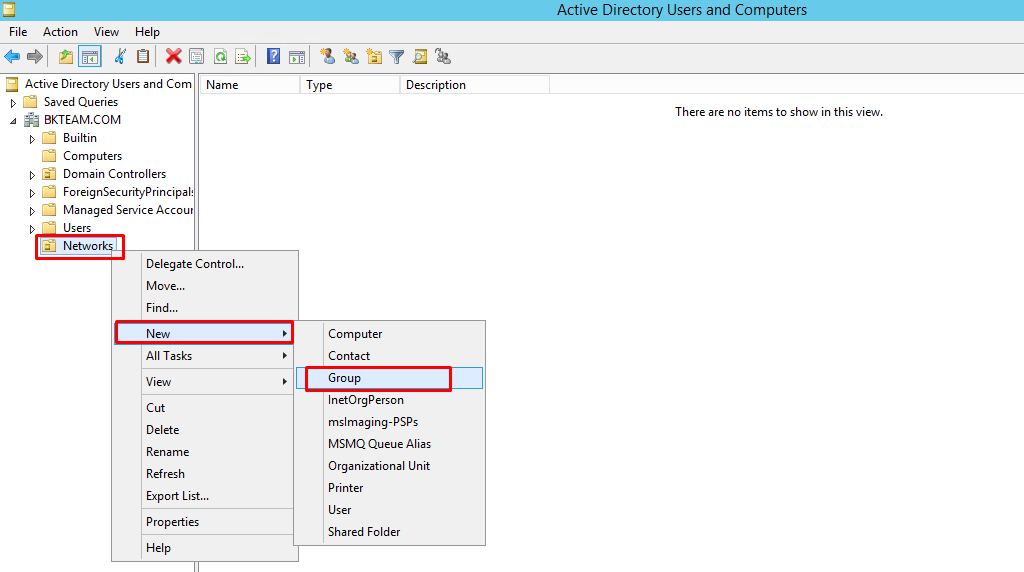 Active Directory Users and Computers
File Action View Help
Active Directory Users and Com
Saved Queries
BKTEAM.COM
Builtin
Computers
Domain Controllers
ForeignSecurityPrincipals
Managed Service Accour
Users
Networks
Name Type Description
There are no items to show in this view.
Delegate Control...
Move...
Find...
New
All Tasks
View
Cut
Delete
Rename
Refresh
Export List...
Properties
Help
Computer
Contact
Group
InetOrgPerson
msImaging-PSPs
MSMQ Queue Alias
Organizational Unit
Printer
User
Shared Folder